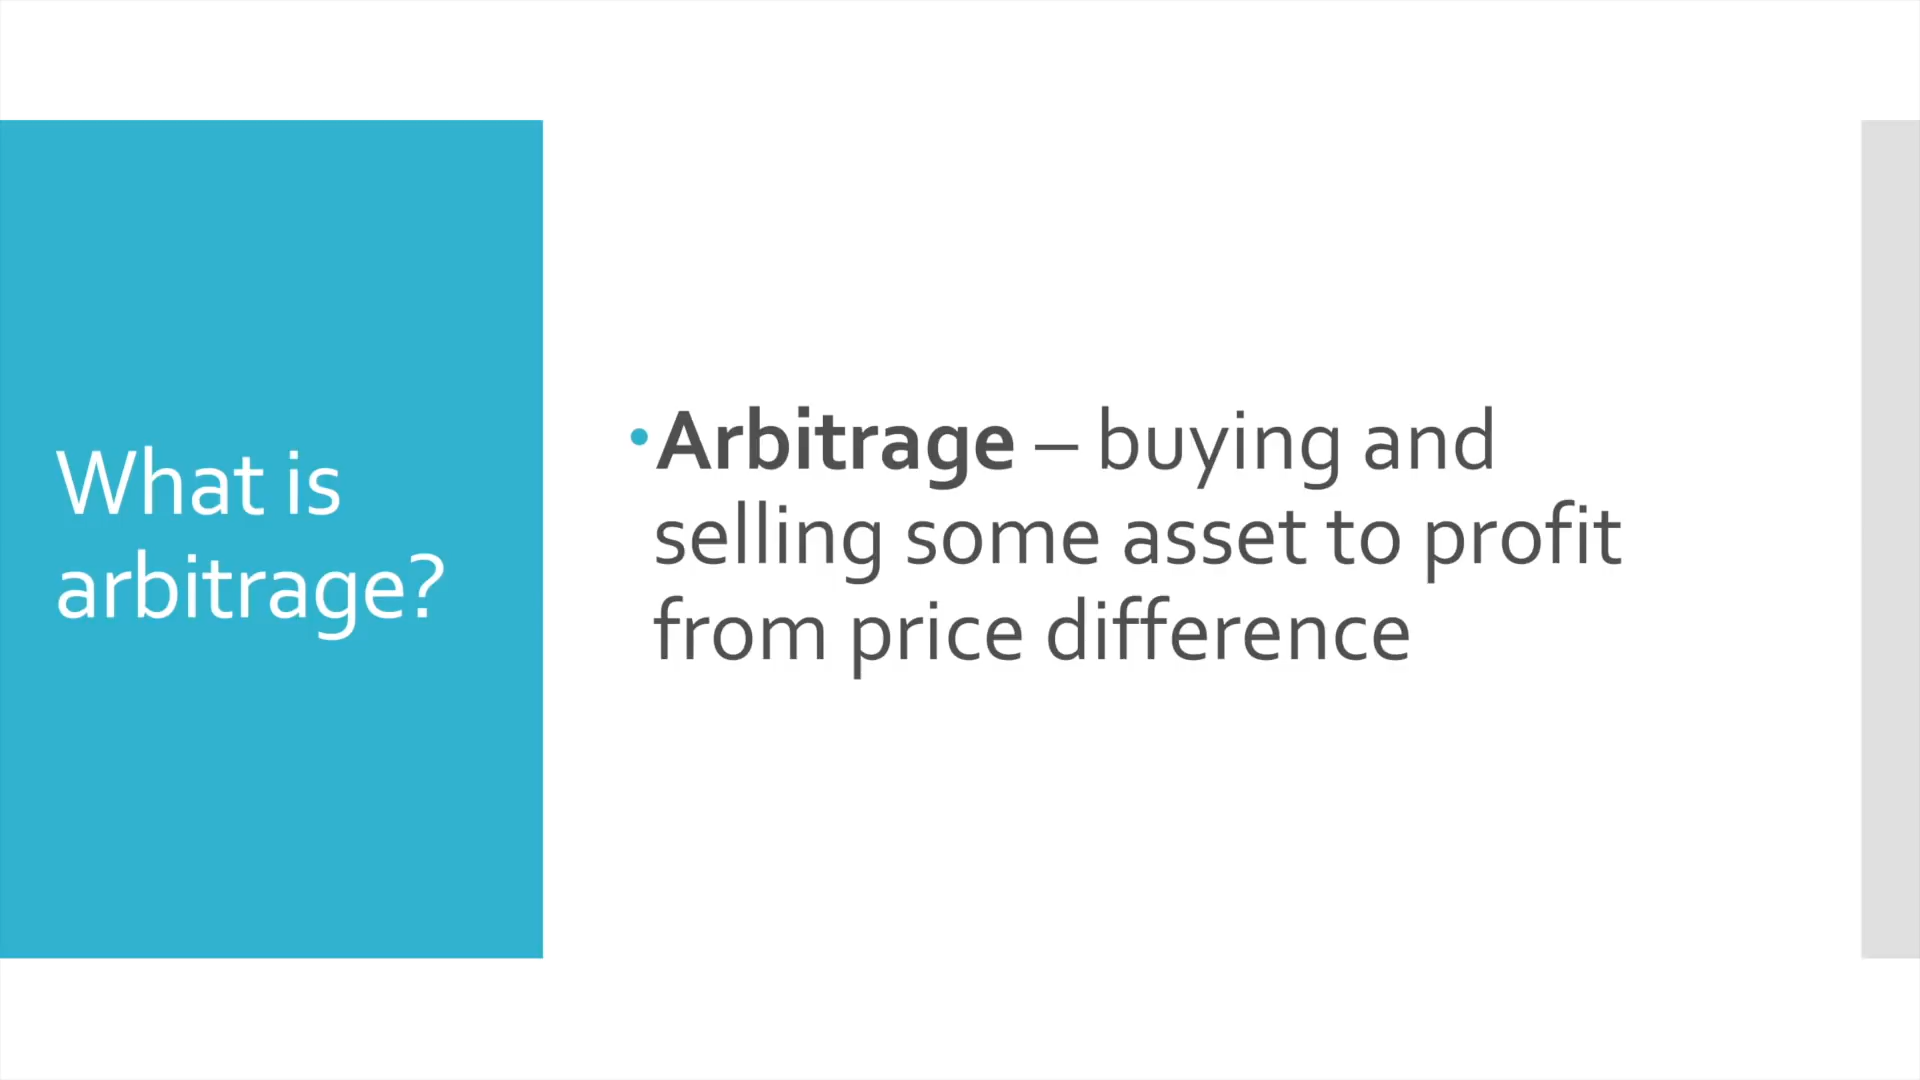 What is
arbitrage?
•Arbitrage – buying and
selling some asset to profit
from price difference